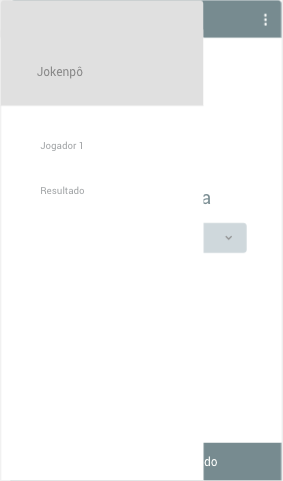 Jokenpô
Jogador 1
Resultado
a
do